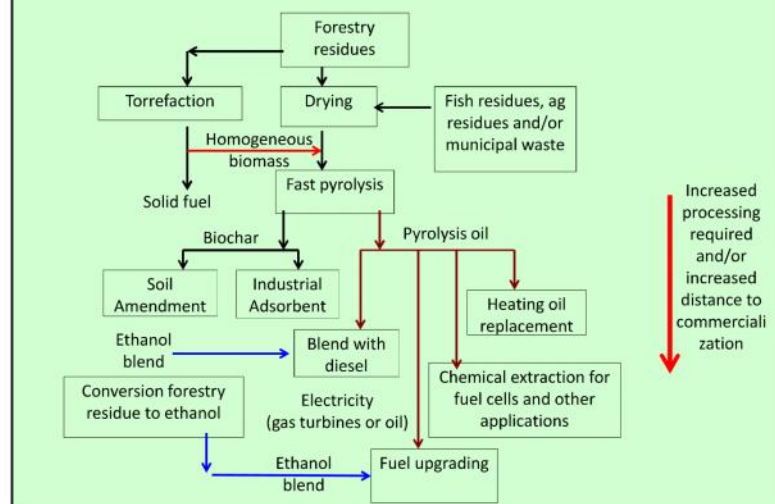 Forestry
residues
Torrefaction
Drying
Fish residues, ag
residues and/or
municipal waste
Homogeneous
biomass
Solid fuel
Fast pyrolysis
Increased
processing
required
and/or
increased
distance to
commerciali
zation
Biochar
Pyrolysis oil
Soil
Amendment
Industrial
Adsorbent
Heating oil
replacement
Ethanol
blend
Blend with
diesel
Conversion forestry
residue to ethanol
Electricity
(gas turbines or oil)
Chemical extraction for
fuel cells and other
applications
Ethanol
blend
Fuel upgrading